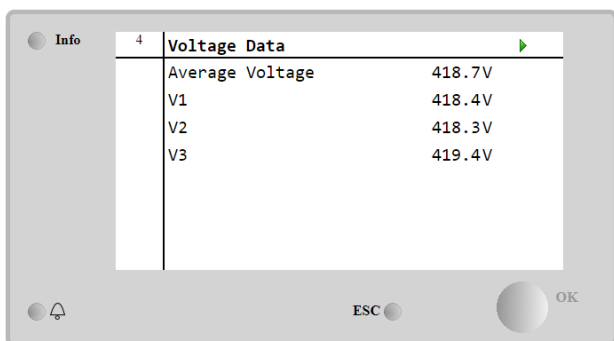 Info
4 Voltage Data
Average Voltage 418.7V
V1 418.4V
V2 418.3V
V3 419.4V
ESC
OK